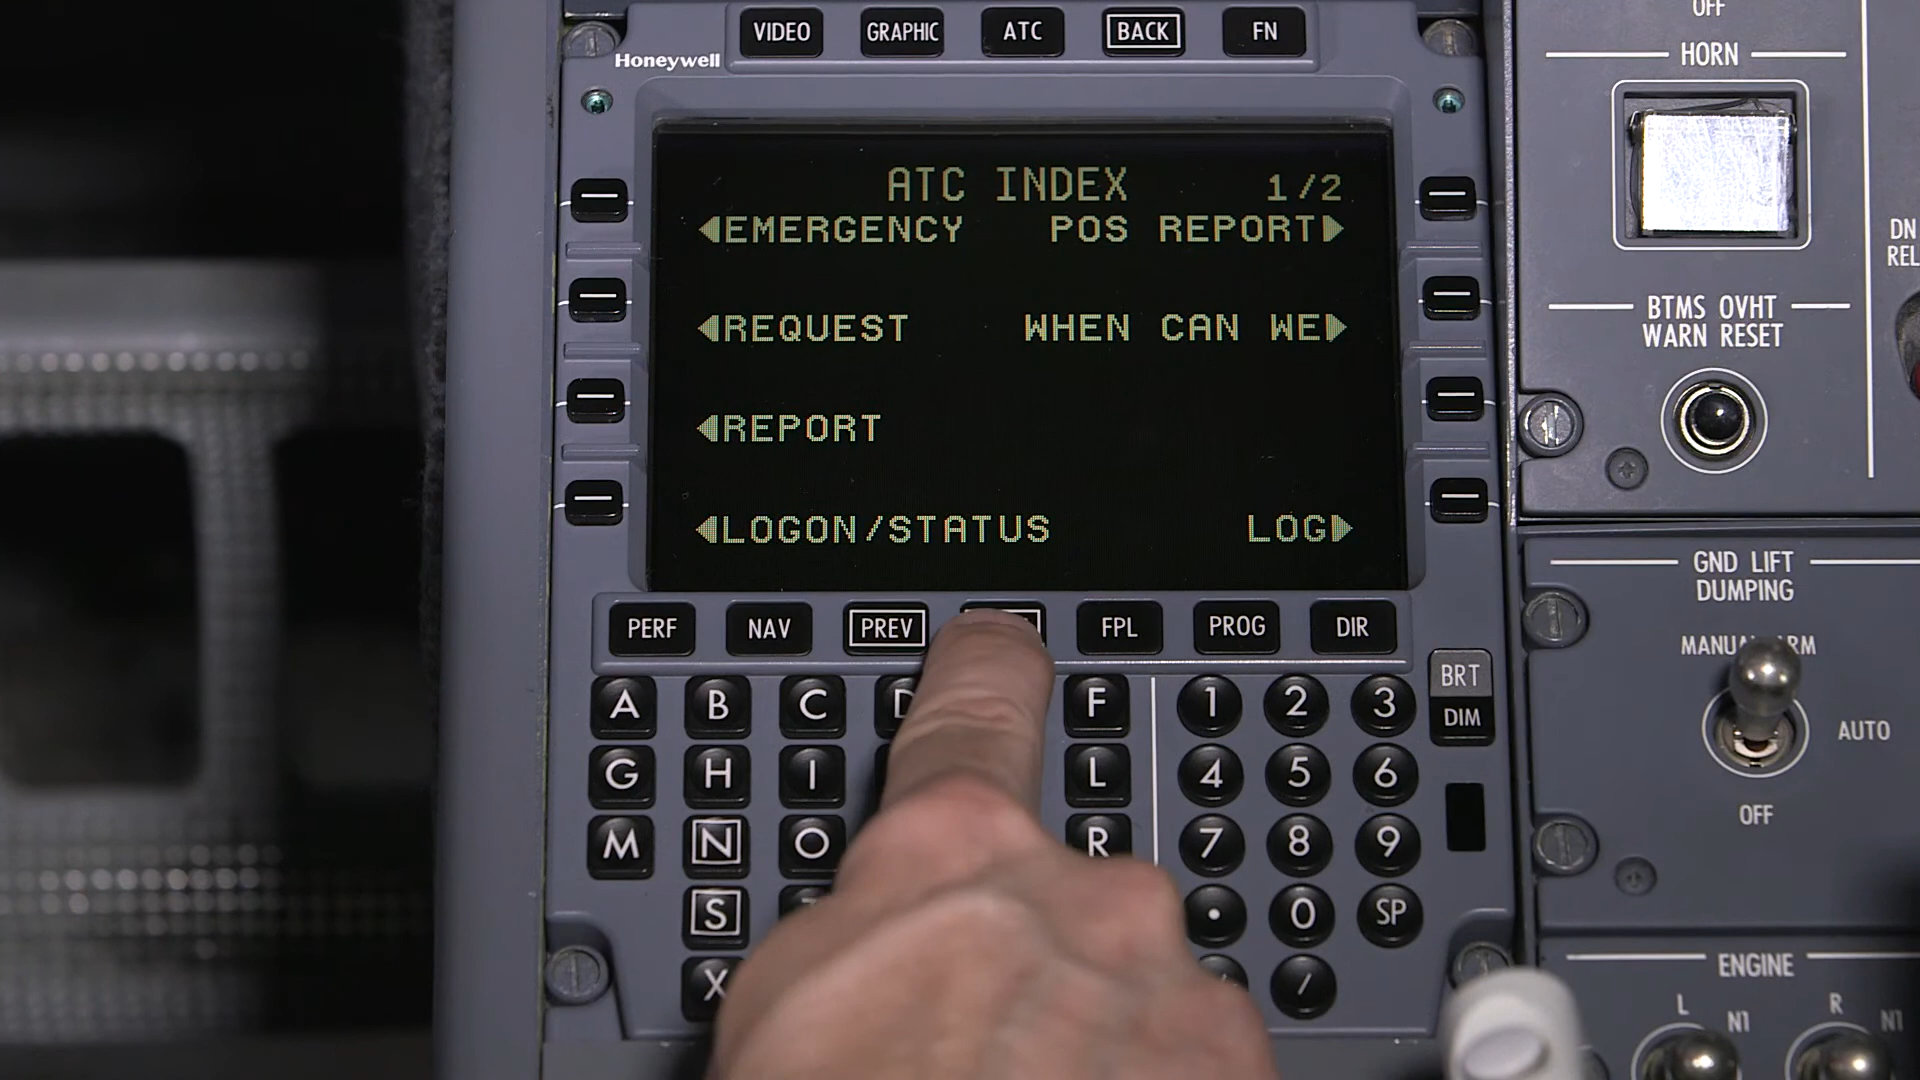 VIDEO GRAPHIC ATC BACK FN
Honeywell
ATC INDEX 1/2
EMERGENCY POS REPORT
REQUEST WHEN CAN WE
REPORT
LOGON/STATUS LOG
PERF NAV PREV FPL PROG DIR
BRT
DIM
A B C D F 1 2 3
G H I L 4 5 6
M N O R 7 8 9
S . 0 SP
X /
OFF
HORN
DN
REL
BTMS OVHT
WARN RESET
GND LIFT
DUMPING
MANUAL
AUTO
OFF
ENGINE
L N1 R N1